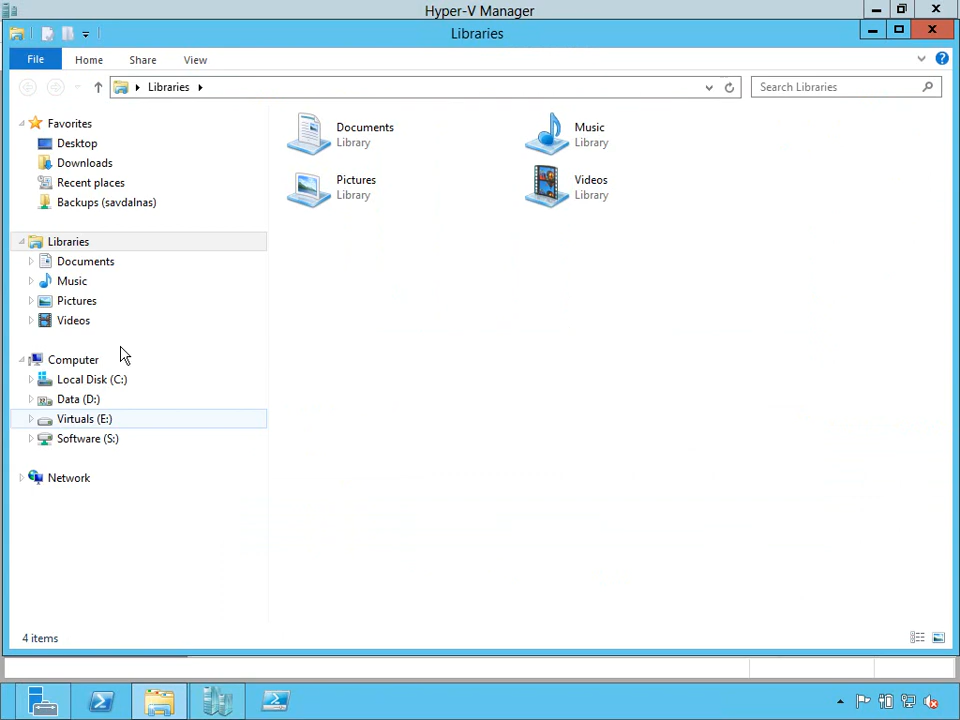 Hyper-V Manager
Libraries
File Home Share View
Libraries
Search Libraries
Favorites
Desktop
Downloads
Recent places
Backups (savdalnas)
Libraries
Documents
Music
Pictures
Videos
Computer
Local Disk (C:)
Data (D:)
Virtuals (E:)
Software (S:)
Network
Documents
Library
Music
Library
Pictures
Library
Videos
Library
4 items